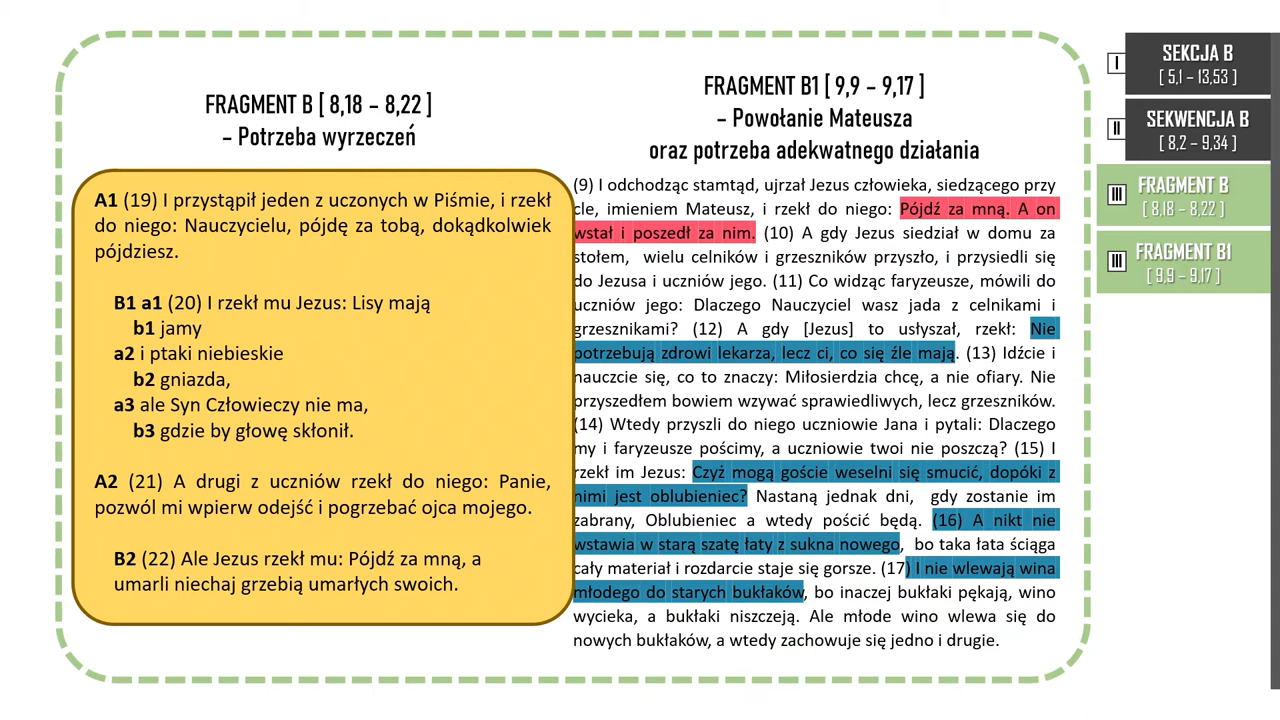 FRAGMENT B [ 8,18 – 8,22 ]
– Potrzeba wyrzeczeń
A1 (19) I przystąpił jeden z uczonych w Piśmie, i rzekł
do niego: Nauczycielu, pójdę za tobą, dokądkolwiek
pójdziesz.
B1 a1 (20) I rzekł mu Jezus: Lisy mają
b1 jamy
a2 i ptaki niebieskie
b2 gniazda,
a3 ale Syn Człowieczy nie ma,
b3 gdzie by głowę skłonił.
A2 (21) A drugi z uczniów rzekł do niego: Panie,
pozwól mi wpierw odejść i pogrzebać ojca mojego.
B2 (22) Ale Jezus rzekł mu: Pójdź za mną, a
umarli niechaj grzebią umarłych swoich.
FRAGMENT B1 [ 9,9 – 9,17 ]
– Powołanie Mateusza
oraz potrzeba adekwatnego działania
(9) I odchodząc stamtąd, ujrzał Jezus człowieka, siedzącego przy
cle, imieniem Mateusz, i rzekł do niego: Pójdź za mną. A on
wstał i poszedł za nim. (10) A gdy Jezus siedział w domu za
stołem, wielu celników i grzeszników przyszło, i przysiedli się
do Jezusa i uczniów jego. (11) Co widząc faryzeusze, mówili do
uczniów jego: Dlaczego Nauczyciel wasz jada z celnikami i
grzesznikami? (12) A gdy [Jezus] to usłyszał, rzekł: Nie
potrzebują zdrowi lekarza, lecz ci, co się źle mają. (13) Idźcie i
nauczcie się, co to znaczy: Miłosierdzia chcę, a nie ofiary. Nie
przyszedłem bowiem wzywać sprawiedliwych, lecz grzeszników.
(14) Wtedy przyszli do niego uczniowie Jana i pytali: Dlaczego
my i faryzeusze pościmy, a uczniowie twoi nie poszczą? (15) I
rzekł im Jezus: Czyż mogą goście weselni się smucić, dopóki z
nimi jest oblubieniec? Nastaną jednak dni, gdy zostanie im
zabrany, Oblubieniec a wtedy pościć będą. (16) A nikt nie
wstawia w starą szatę łaty z sukna nowego, bo taka łata ściąga
cały materiał i rozdarcie staje się gorsze. (17) I nie wlewają wina
młodego do starych bukłaków, bo inaczej bukłaki pękają, wino
wycieka, a bukłaki niszczeją. Ale młode wino wlewa się do
nowych bukłaków, a wtedy zachowuje się jedno i drugie.
I
SEKCJA B
[ 5,1 – 13,53 ]
II
SEKWENCJA B
[ 8,2 – 9,34 ]
III
FRAGMENT B
[ 8,18 – 8,22 ]
III
FRAGMENT B1
[ 9,9 – 9,17 ]